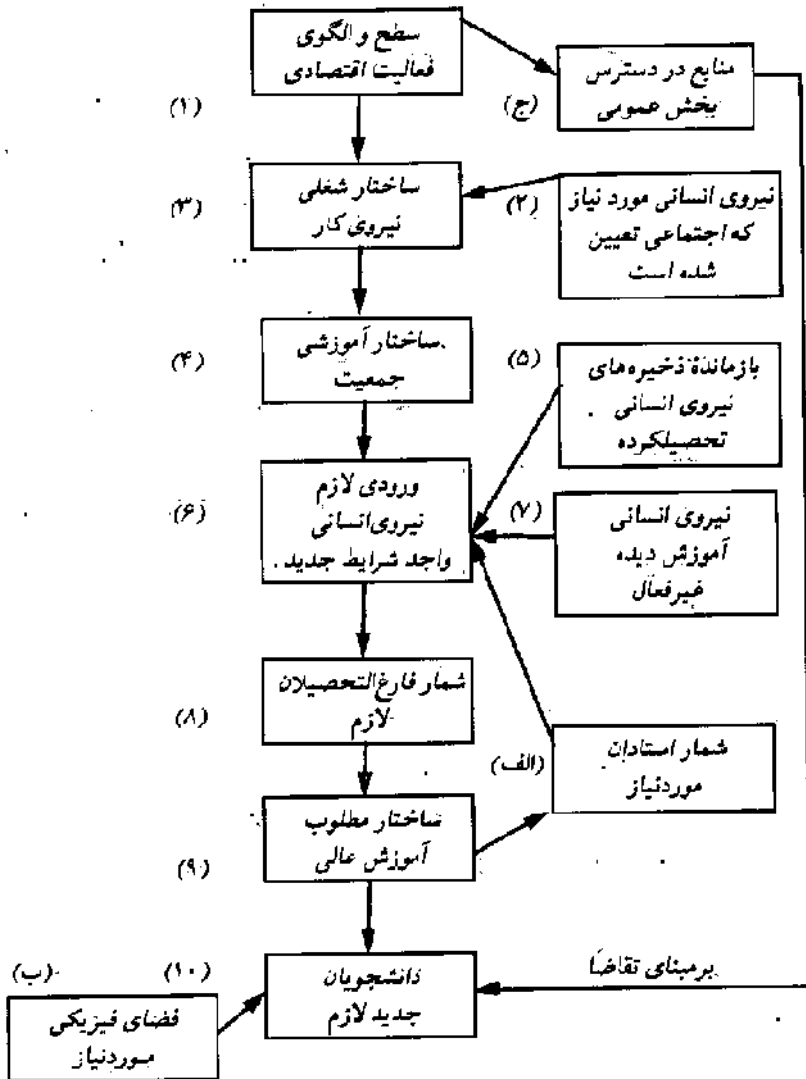 سطح و الگوی
فعالیت اقتصادی
(۱)
منابع در دسترس
بخش عمومی
(ج)
ساختار شغلی
نیروی کار
(۳)
نیروی انسانی مورد نیاز
که اجتماعی تعیین
شده است
(۲)
ساختار آموزشی
جمعیت
(۴)
بازماندهٔ ذخیره‌های
نیروی انسانی
تحصیلکرده
(۵)
ورودی لازم
نیروی‌انسانی
واجد شرایط جدید
(۶)
نیروی انسانی
آموزش دیده
غیرفعال
(۷)
شمار فارغ‌التحصیلان
لازم
(۸)
شمار استادان
موردنیاز
(الف)
ساختار مطلوب
آموزش عالی
(۹)
دانشجویان
جدید لازم
(۱۰)
برمبنای تقاضا
(ب)
فضای فیزیکی
موردنیاز